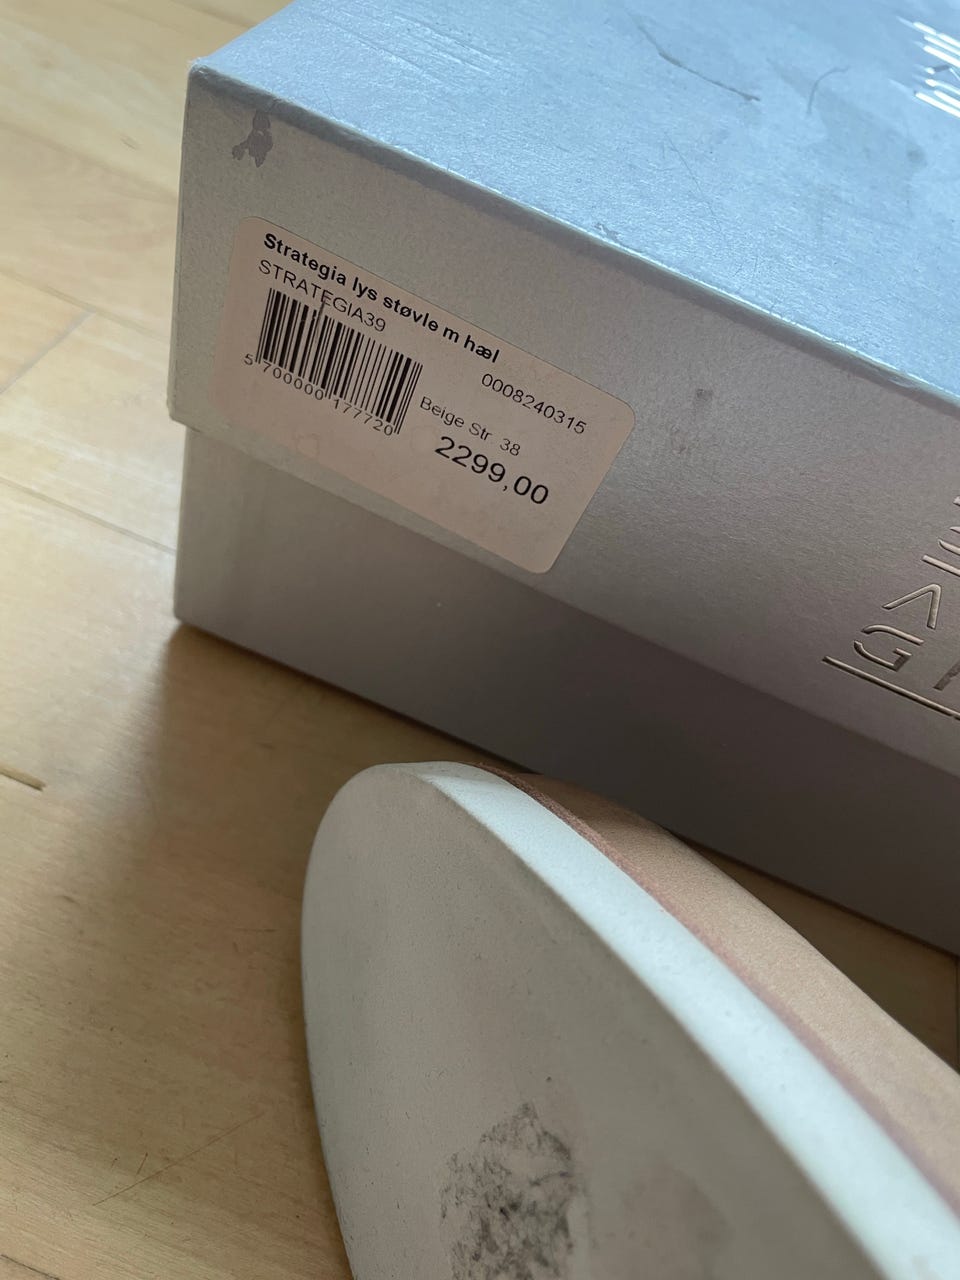 Strategia lys støvle m hæl
STRATEGIA39
0008240315
5 700000 177720
Beige Str 38
2299,00